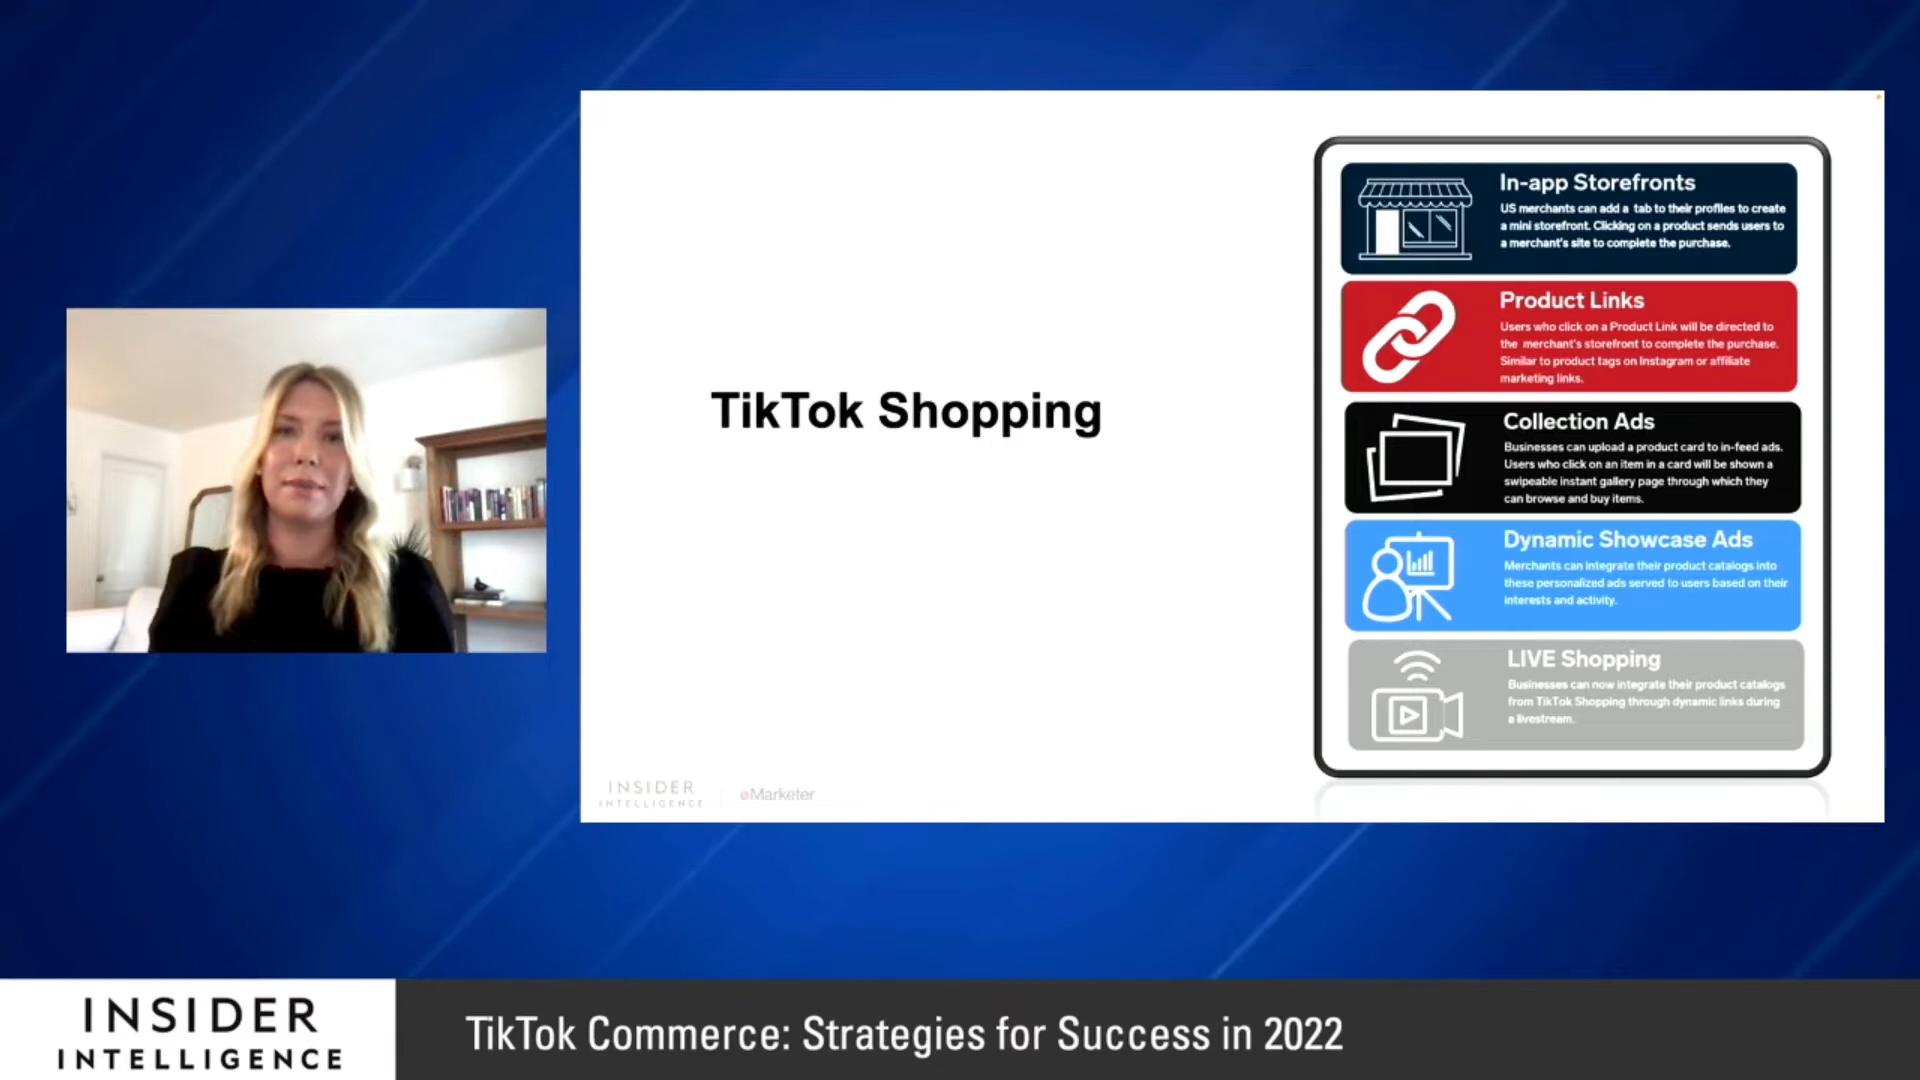 TikTok Shopping
In-app Storefronts
US merchants can add a tab to their profiles to create
a mini storefront. Clicking on a product sends users to
a merchant's site to complete the purchase.
Product Links
Users who click on a Product Link will be directed to
the merchant's storefront to complete the purchase.
Similar to product tags on Instagram or affiliate
marketing links.
Collection Ads
Businesses can upload a product card to in-feed ads.
Users who click on an item in a card will be shown a
swipeable instant gallery page through which they
can browse and buy items.
Dynamic Showcase Ads
Merchants can integrate their product catalogs into
these personalized ads served to users based on their
interests and activity.
LIVE Shopping
Businesses can now integrate their product catalogs
from TikTok Shopping through dynamic links during
a livestream.
INSIDER
INTELLIGENCE
eMarketer
INSIDER
INTELLIGENCE
TikTok Commerce: Strategies for Success in 2022